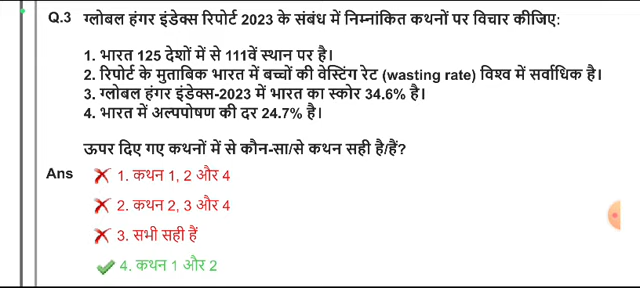 Q.3 ग्लोबल हंगर इंडेक्स रिपोर्ट 2023 के संबंध में निम्नांकित कथनों पर विचार कीजिए:
1. भारत 125 देशों में से 111वें स्थान पर है।
2. रिपोर्ट के मुताबिक भारत में बच्चों की वेस्टिंग रेट (wasting rate) विश्व में सर्वाधिक है।
3. ग्लोबल हंगर इंडेक्स-2023 में भारत का स्कोर 34.6% है।
4. भारत में अल्पपोषण की दर 24.7% है।
ऊपर दिए गए कथनों में से कौन-सा/से कथन सही है/हैं?
Ans 1. कथन 1, 2 और 4
2. कथन 2, 3 और 4
3. सभी सही हैं
4. कथन 1 और 2